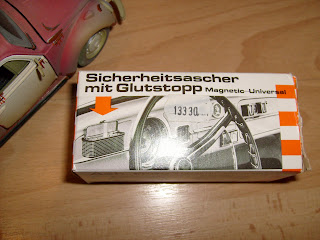 Sicherheitsascher
mit Glutstopp Magnetic-Universal
13330